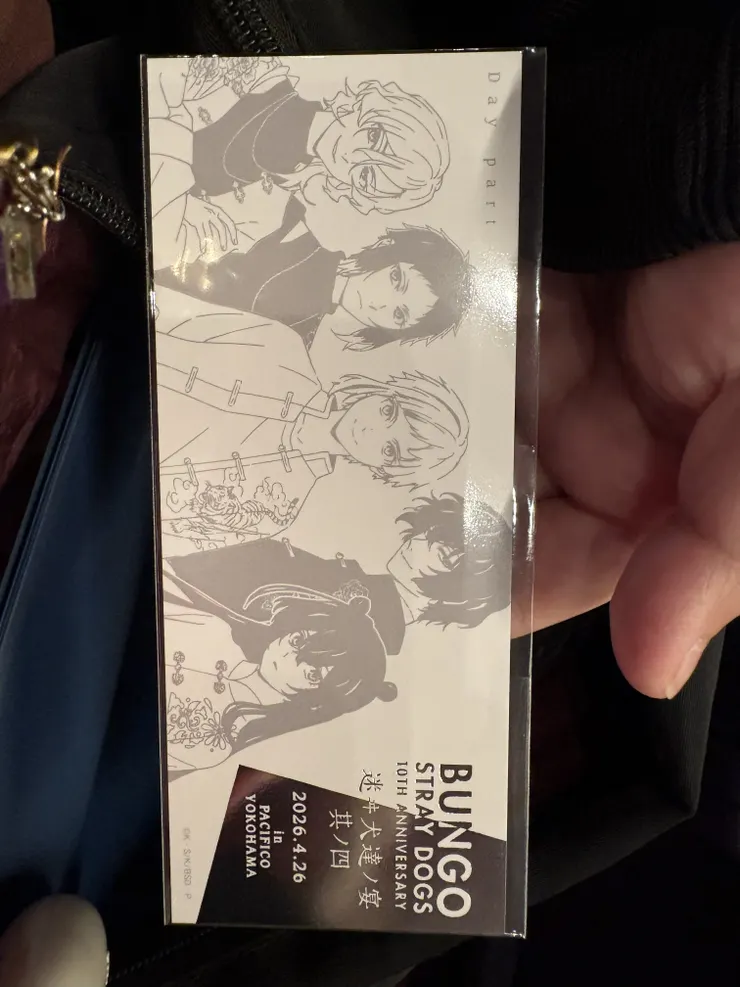 Day part
BUNGO
STRAY DOGS
10TH ANNIVERSARY
迷ヰ犬達ノ宴
其ノ四
2026.4.26
in
PACIFICO
YOKOHAMA